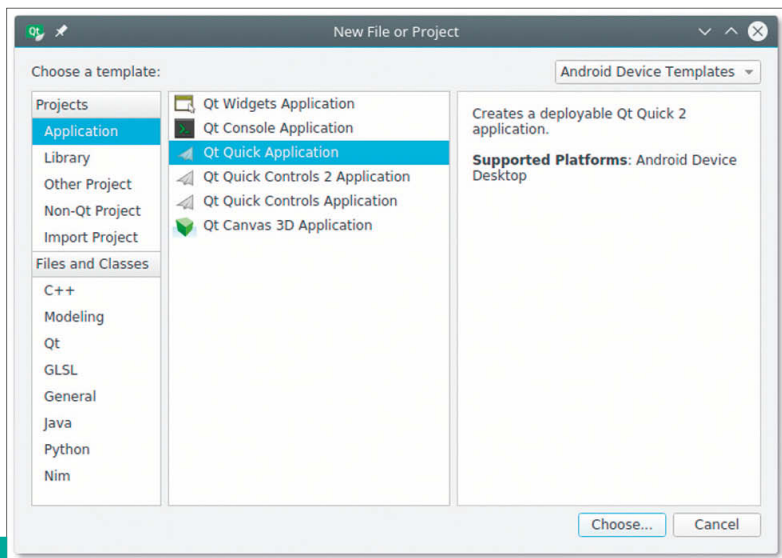 New File or Project
Choose a template:
Android Device Templates
Projects
Application
Library
Other Project
Non-Qt Project
Import Project
Files and Classes
C++
Modeling
Qt
GLSL
General
Java
Python
Nim
Qt Widgets Application
Qt Console Application
Qt Quick Application
Qt Quick Controls 2 Application
Qt Quick Controls Application
Qt Canvas 3D Application
Creates a deployable Qt Quick 2
application.
Supported Platforms: Android Device
Desktop
Choose...
Cancel